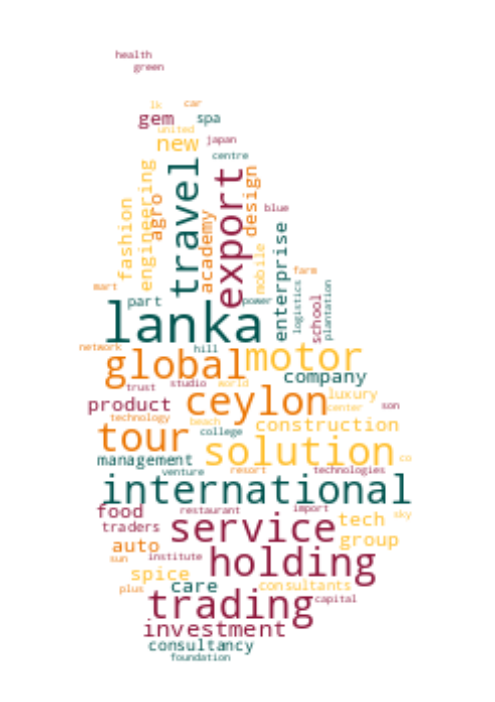 health
green
lk car
gem spa
united
new japan
centre
travel
export
design
engineering
fashion
agro
academy
blue
enterprise
mobile
farm
logistics
plantation
school
mart
part power
lanka
network hill
global motor
company
trust studio world
luxury
product ceylon
center son
technology beach
construction
tour college
solution
management co
venture resort technologies
international
food restaurant import
sky
traders service tech
group
auto
sun institute holding
spice
plus care consultants
trading capital
investment
consultancy
foundation